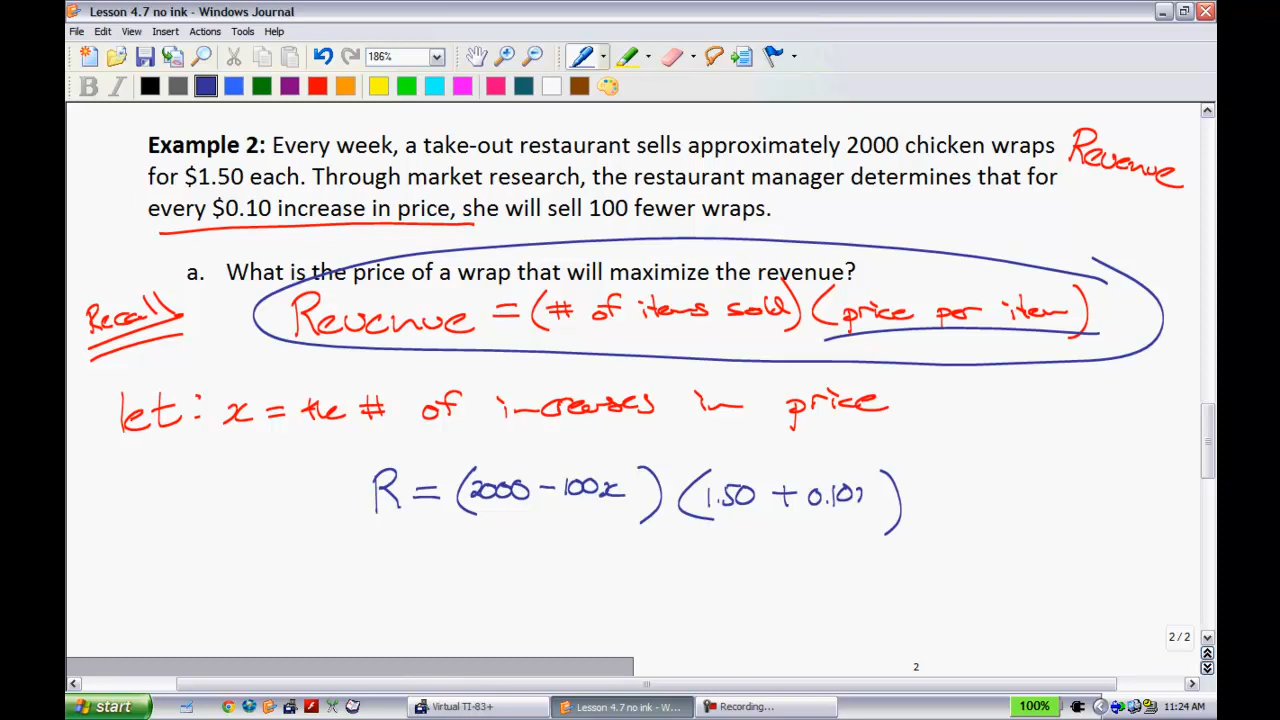 Lesson 4.7 no ink - Windows Journal
File Edit View Insert Actions Tools Help
186%
B I
Example 2: Every week, a take-out restaurant sells approximately 2000 chicken wraps
for $1.50 each. Through market research, the restaurant manager determines that for
every $0.10 increase in price, she will sell 100 fewer wraps.
Revenue
a. What is the price of a wrap that will maximize the revenue?
Recall
Revenue = (# of items sold) (price per item)
let: x = the # of increases in price
R = (2000 - 100x) (1.50 + 0.10x)
2/2
2
start Virtual TI-83+ Lesson 4.7 no ink - W... Recording... 100% 11:24 AM